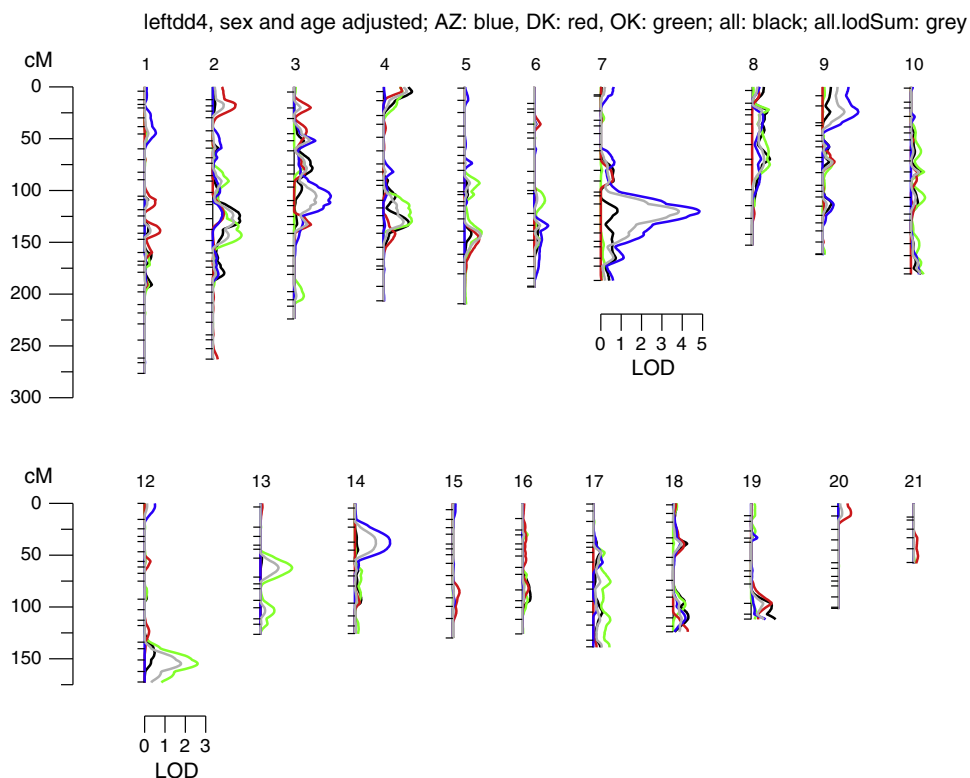 leftdd4, sex and age adjusted; AZ: blue, DK: red, OK: green; all: black; all.lodSum: grey
cM
1 2 3 4 5 6 7 8 9 10
0
50
100
150
200
250
300
0 1 2 3 4 5
LOD
cM
12 13 14 15 16 17 18 19 20 21
0
50
100
150
0 1 2 3
LOD